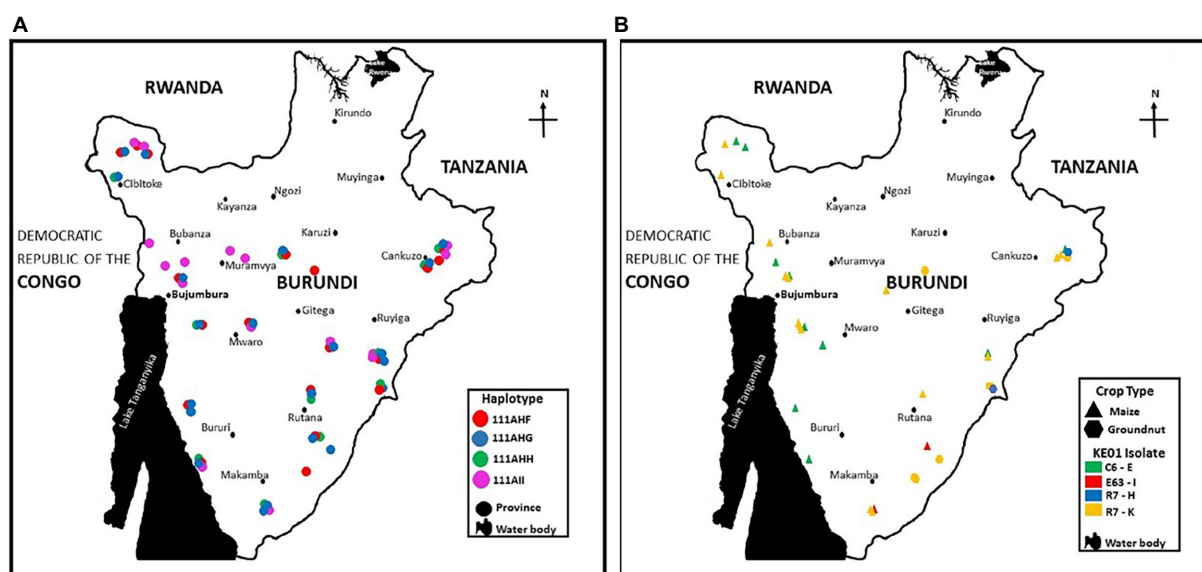 A
RWANDA
Lake
Rweru
N
Kirundo
TANZANIA
Muyinga
Cibitoke
Ngozi
Kayanza
DEMOCRATIC
REPUBLIC OF THE
CONGO
Bubanza
Karuzi
Muramvya
Cankuzo
BURUNDI
Bujumbura
Gitega
Ruyiga
Mwaro
Lake Tanganyika
Rutana
Bururi
Makamba
Haplotype
111AHF
111AHG
111AHH
111AII
Province
Water body
B
RWANDA
Lake
Rweru
N
Kirundo
TANZANIA
Muyinga
Cibitoke
Ngozi
Kayanza
DEMOCRATIC
REPUBLIC OF THE
CONGO
Bubanza
Karuzi
Muramvya
Cankuzo
BURUNDI
Bujumbura
Gitega
Ruyiga
Mwaro
Lake Tanganyika
Rutana
Bururi
Makamba
Crop Type
Maize
Groundnut
KE01 Isolate
C6 - E
E63 - I
R7 - H
R7 - K
Water body